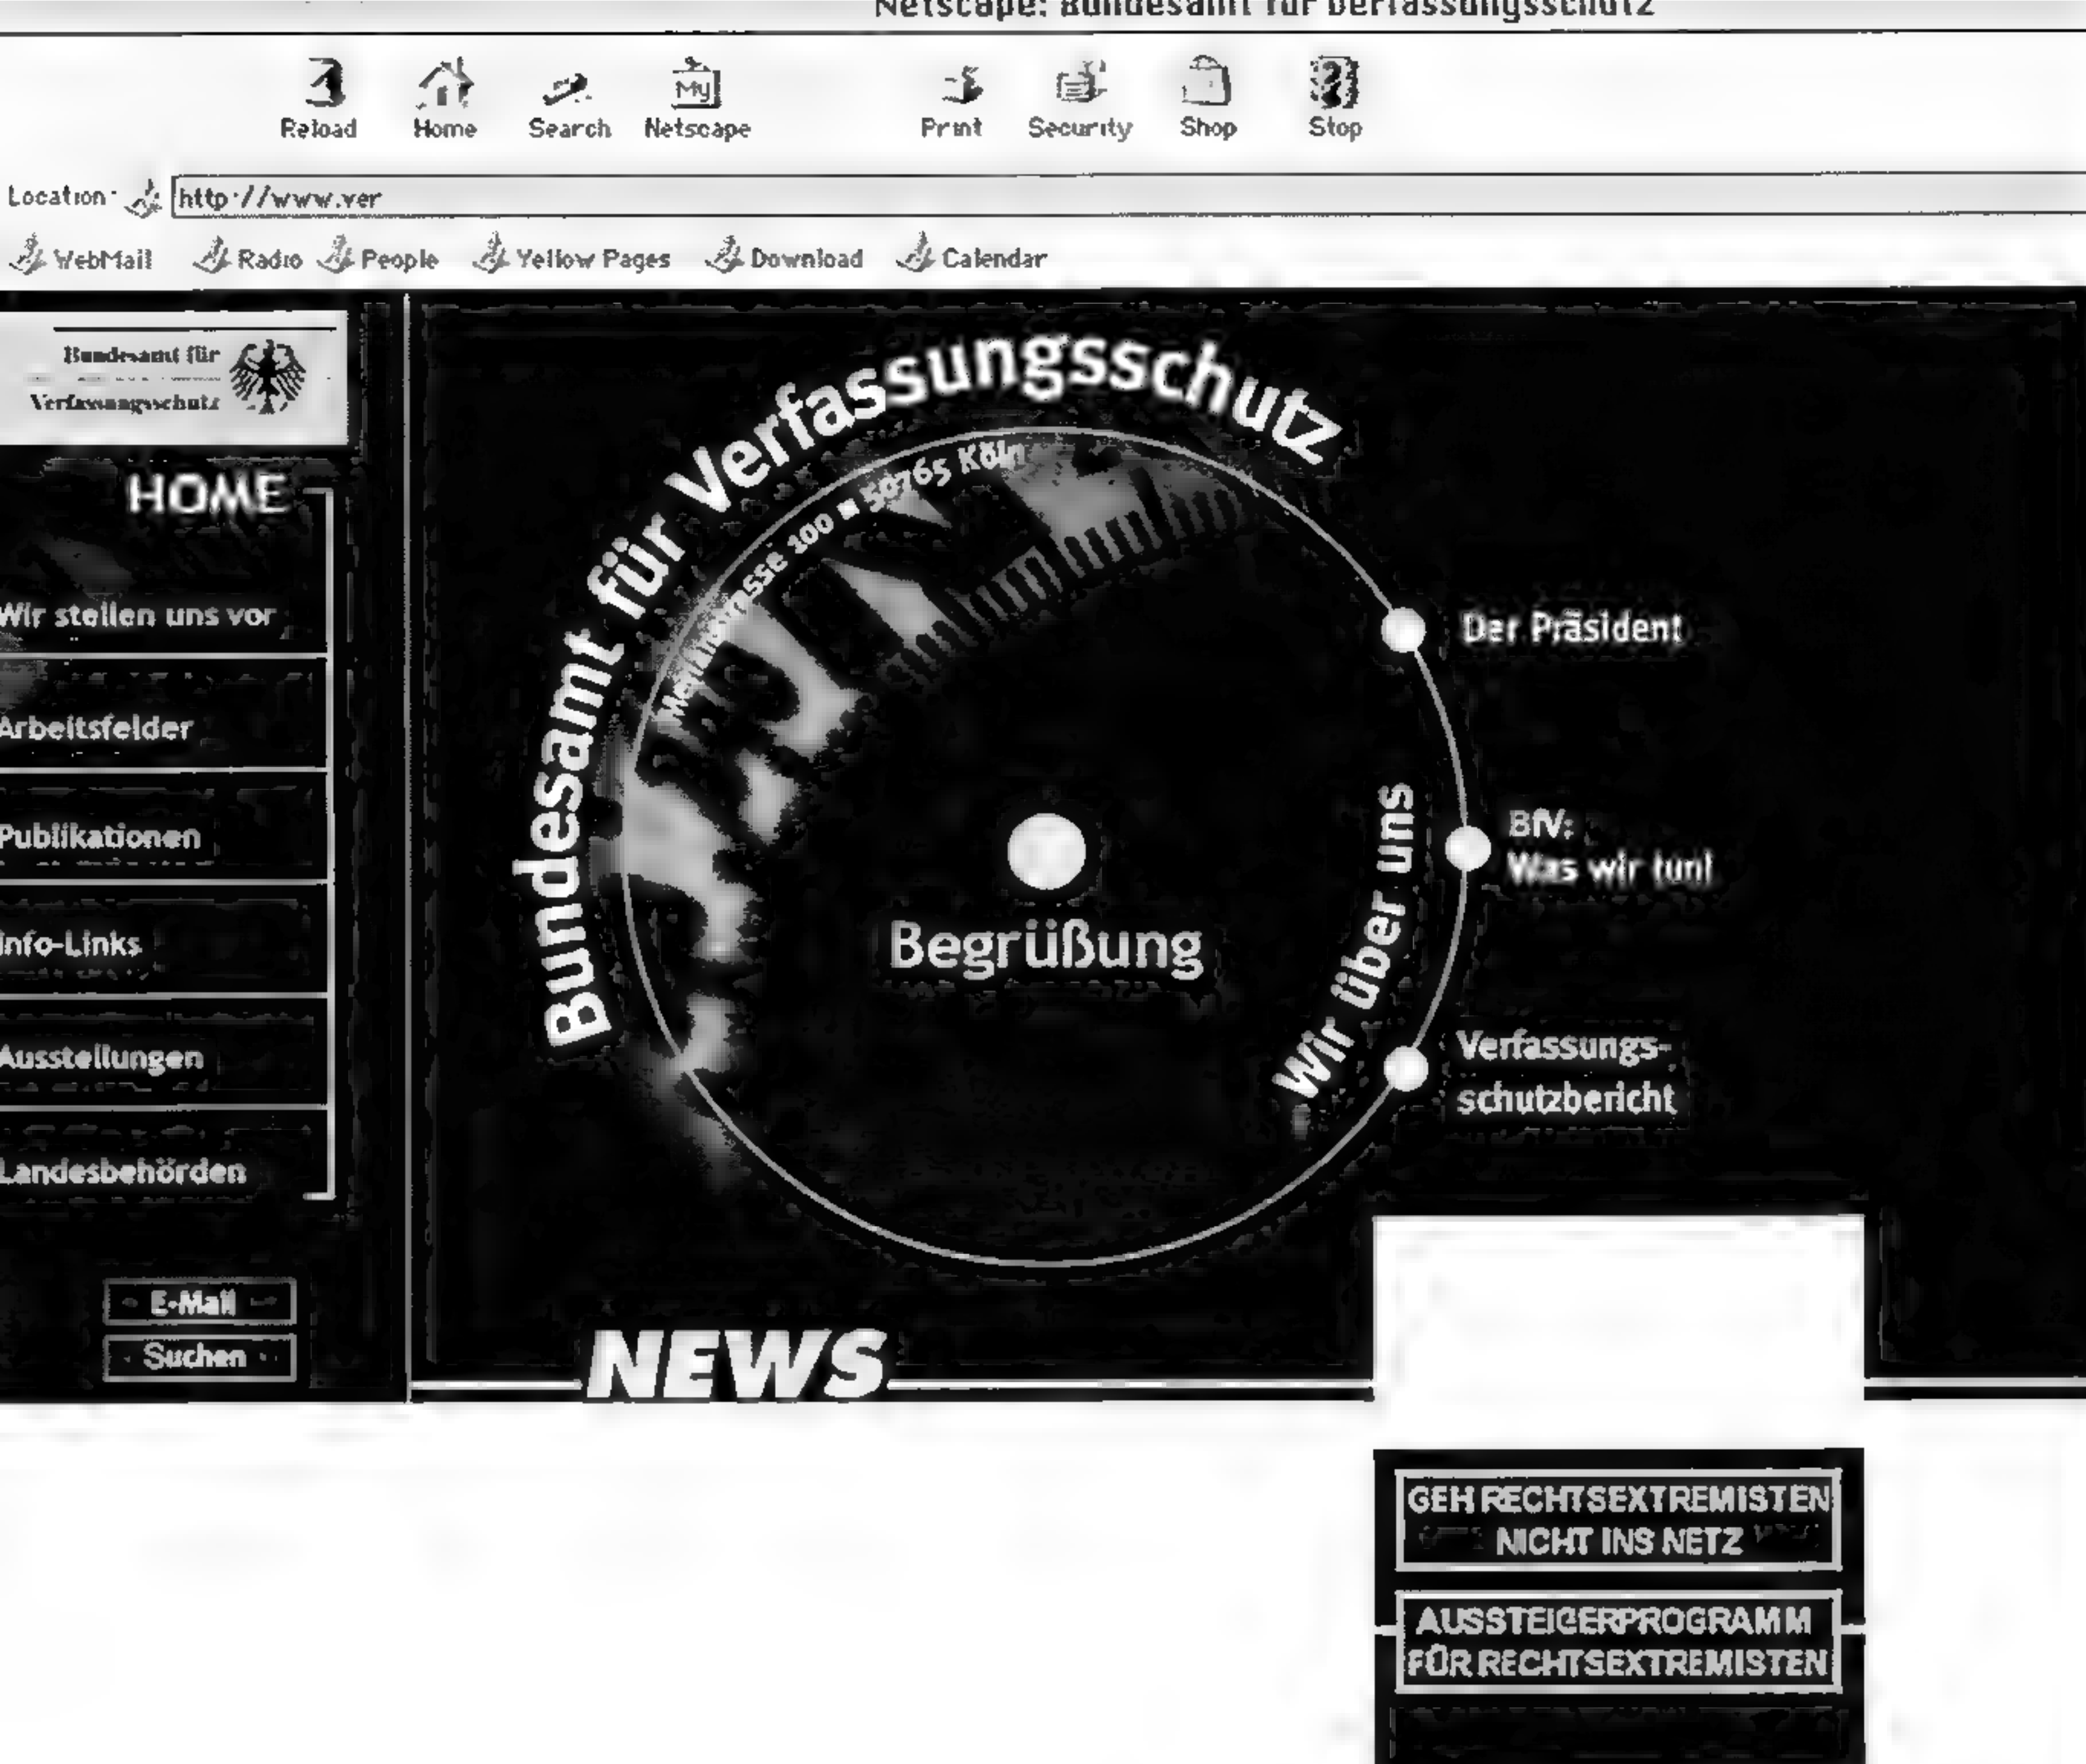 Netscape: Bundesamt für Verfassungsschutz
Reload Home Search Netscape Print Security Shop Stop
My
Location: http://www.ver
WebMail Radio People Yellow Pages Download Calendar
Bundesamt für
Verfassungsschutz
HOME
Wir stellen uns vor
Arbeitsfelder
Publikationen
Info-Links
Ausstellungen
Landesbehörden
E-Mail
Suchen
Bundesamt für Verfassungsschutz
100 ■ 50765 Köln
Begrüßung
Wir über uns
Der Präsident
BfV:
Was wir tun!
Verfassungs-
schutzbericht
NEWS
GEH RECHTSEXTREMISTEN
NICHT INS NETZ
AUSSTEIGERPROGRAMM
FÜR RECHTSEXTREMISTEN